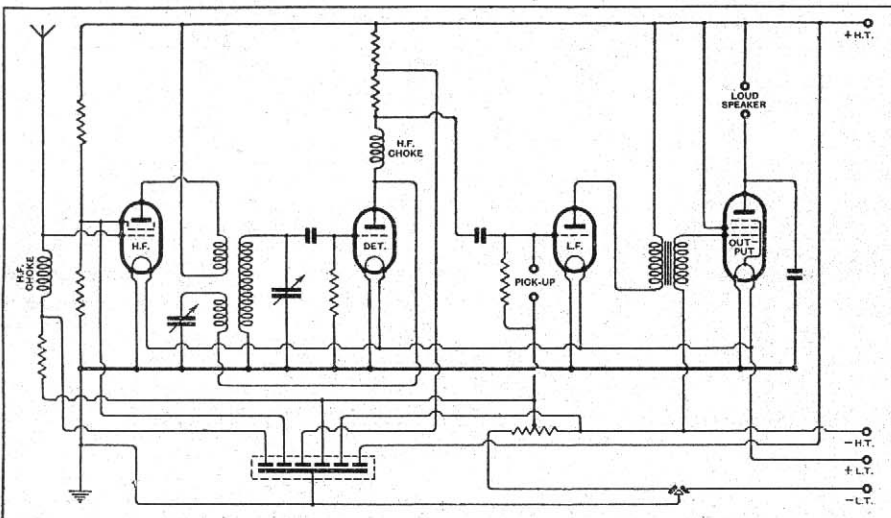 + H.T.
LOUD
SPEAKER
H.F.
CHOKE
H.F.
DET.
L.F.
OUT-
PUT
H.F.
CHOKE
PICK-UP
− H.T.
+ L.T.
− L.T.